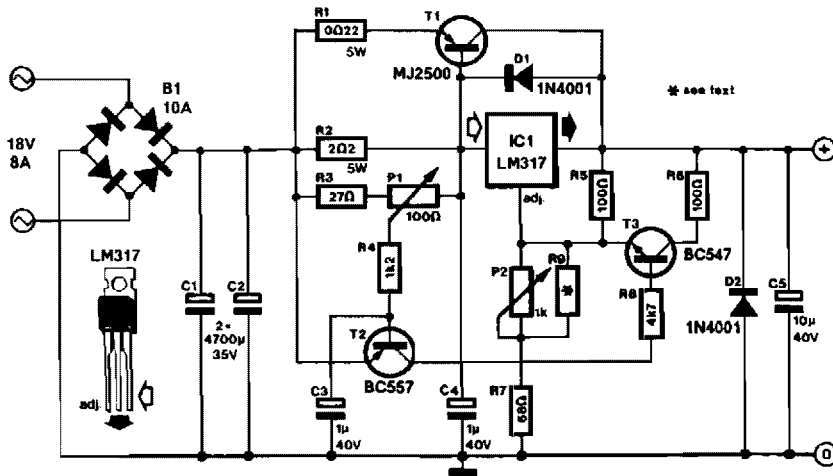 R1
0Ω22
5W
T1
MJ2500
D1
1N4001
* see text
B1
10A
18V
8A
R2
2Ω2
5W
R3
27Ω
P1
100Ω
IC1
LM317
adj.
R4
1k2
R5
100Ω
R6
100Ω
T3
BC547
P2
1k
R9
*
R8
4k7
D2
1N4001
C5
10µ
40V
LM317
adj.
C1
C2
2×
4700µ
35V
T2
BC557
C3
1µ
40V
C4
1µ
40V
R7
68Ω
+
0